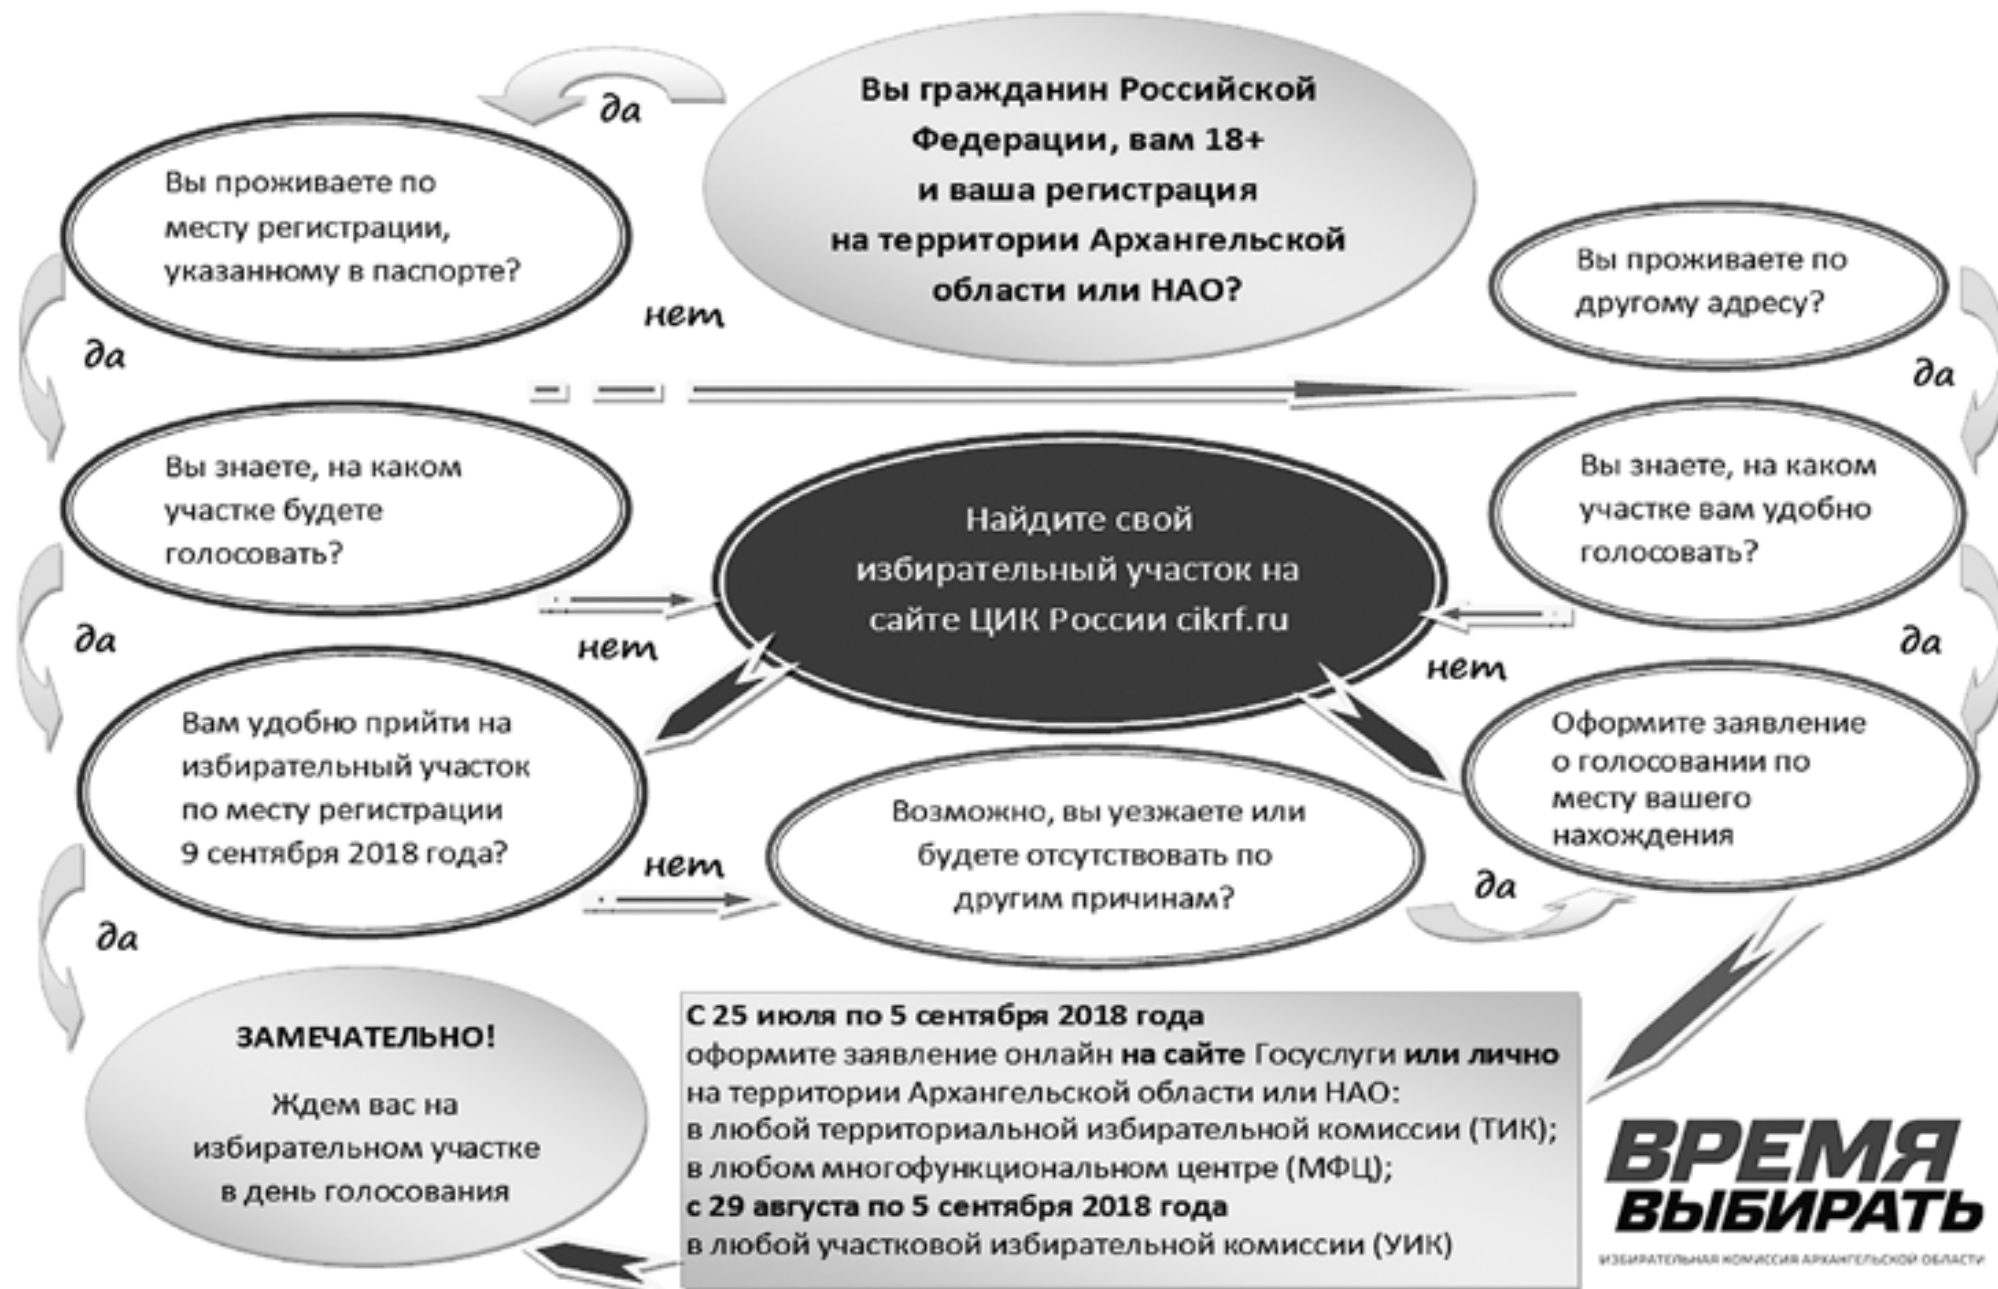 Вы гражданин Российской
Федерации, вам 18+
и ваша регистрация
на территории Архангельской
области или НАО?
да
Вы проживаете по
месту регистрации,
указанному в паспорте?
нет
да
Вы проживаете по
другому адресу?
да
Вы знаете, на каком
участке будете
голосовать?
Найдите свой
избирательный участок на
сайте ЦИК России cikrf.ru
Вы знаете, на каком
участке вам удобно
голосовать?
да
нет
нет
да
Вам удобно прийти на
избирательный участок
по месту регистрации
9 сентября 2018 года?
нет
Возможно, вы уезжаете или
будете отсутствовать по
другим причинам?
да
Оформите заявление
о голосовании по
месту вашего
нахождения
да
ЗАМЕЧАТЕЛЬНО!
Ждем вас на
избирательном участке
в день голосования
С 25 июля по 5 сентября 2018 года
оформите заявление онлайн на сайте Госуслуги или лично
на территории Архангельской области или НАО:
в любой территориальной избирательной комиссии (ТИК);
в любом многофункциональном центре (МФЦ);
с 29 августа по 5 сентября 2018 года
в любой участковой избирательной комиссии (УИК)
ВРЕМЯ
ВЫБИРАТЬ
ИЗБИРАТЕЛЬНАЯ КОМИССИЯ АРХАНГЕЛЬСКОЙ ОБЛАСТИ